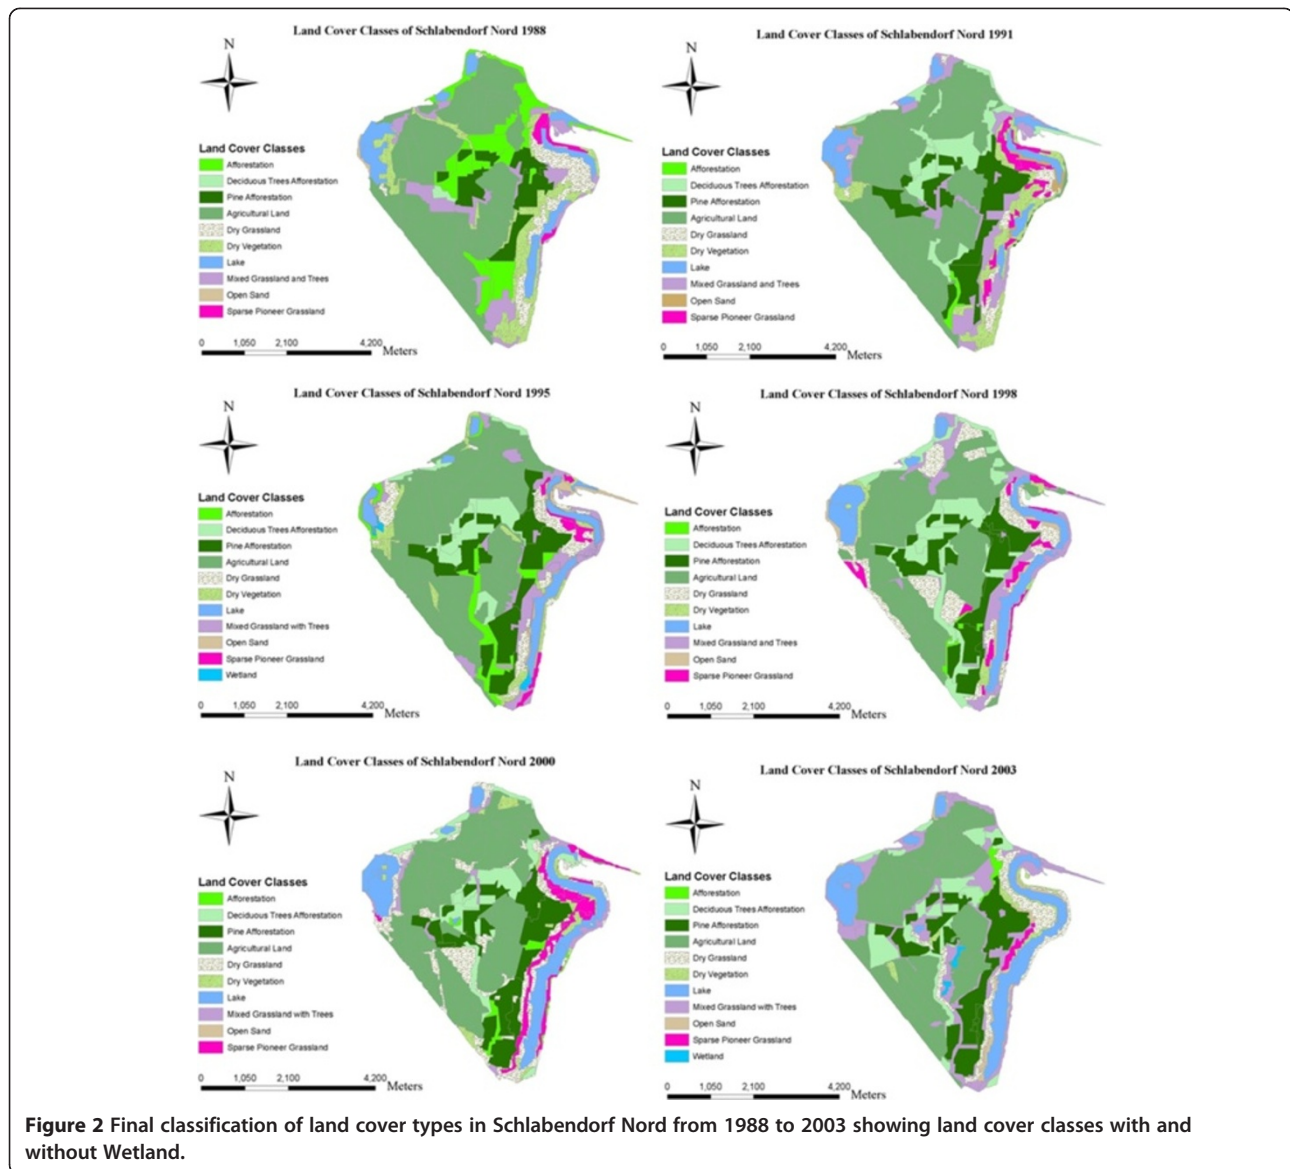 Land Cover Classes of Schlabendorf Nord 1988
N
Land Cover Classes
Afforestation
Deciduous Trees Afforestation
Pine Afforestation
Agricultural Land
Dry Grassland
Dry Vegetation
Lake
Mixed Grassland and Trees
Open Sand
Sparse Pioneer Grassland
0 1,050 2,100 4,200
Meters
Land Cover Classes of Schlabendorf Nord 1991
N
Land Cover Classes
Afforestation
Deciduous Trees Afforestation
Pine Afforestation
Agricultural Land
Dry Grassland
Dry Vegetation
Lake
Mixed Grassland and Trees
Open Sand
Sparse Pioneer Grassland
0 1,050 2,100 4,200
Meters
Land Cover Classes of Schlabendorf Nord 1995
N
Land Cover Classes
Afforestation
Deciduous Trees Afforestation
Pine Afforestation
Agricultural Land
Dry Grassland
Dry Vegetation
Lake
Mixed Grassland with Trees
Open Sand
Sparse Pioneer Grassland
Wetland
0 1,050 2,100 4,200
Meters
Land Cover Classes of Schlabendorf Nord 1998
N
Land Cover Classes
Afforestation
Deciduous Trees Afforestation
Pine Afforestation
Agricultural Land
Dry Grassland
Dry Vegetation
Lake
Mixed Grassland and Trees
Open Sand
Sparse Pioneer Grassland
0 1,050 2,100 4,200
Meters
Land Cover Classes of Schlabendorf Nord 2000
N
Land Cover Classes
Afforestation
Deciduous Trees Afforestation
Pine Afforestation
Agricultural Land
Dry Grassland
Dry Vegetation
Lake
Mixed Grassland with Trees
Open Sand
Sparse Pioneer Grassland
0 1,050 2,100 4,200
Meters
Land Cover Classes of Schlabendorf Nord 2003
N
Land Cover Classes
Afforestation
Deciduous Trees Afforestation
Pine Afforestation
Agricultural Land
Dry Grassland
Dry Vegetation
Lake
Mixed Grassland with Trees
Open Sand
Sparse Pioneer Grassland
Wetland
0 1,050 2,100 4,200
Meters
Figure 2 Final classification of land cover types in Schlabendorf Nord from 1988 to 2003 showing land cover classes with and
without Wetland.